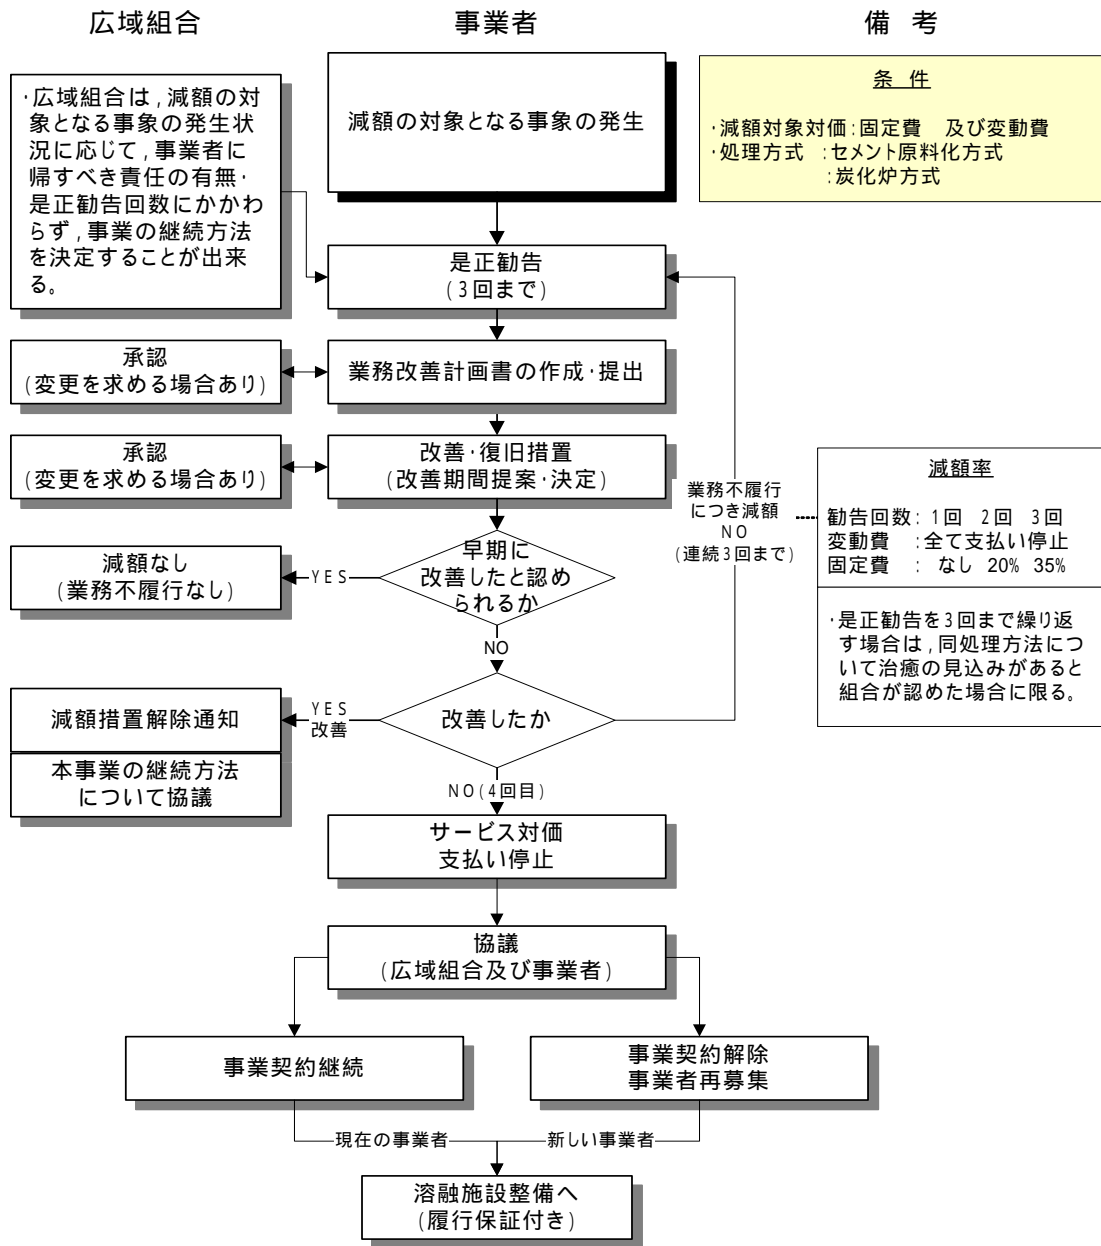 広域組合
事業者
備 考
・広域組合は，減額の対
象となる事象の発生状
況に応じて，事業者に
帰すべき責任の有無・
是正勧告回数にかかわ
らず，事業の継続方法
を決定することが出来
る。
減額の対象となる事象の発生
条 件
・減額対象対価：固定費 及び変動費
・処理方式 ：セメント原料化方式
：炭化炉方式
是正勧告
（3回まで）
承認
（変更を求める場合あり）
業務改善計画書の作成・提出
承認
（変更を求める場合あり）
改善・復旧措置
（改善期間提案・決定）
業務不履行
につき減額
NO
（連続3回まで）
減額率
勧告回数： 1回 2回 3回
変動費 ：全て支払い停止
固定費 ： なし 20% 35%
・是正勧告を3回まで繰り返
す場合は，同処理方法につ
いて治癒の見込みがあると
組合が認めた場合に限る。
減額なし
（業務不履行なし）
YES
早期に
改善したと認め
られるか
NO
減額措置解除通知
YES
改善
改善したか
本事業の継続方法
について協議
NO（4回目）
サービス対価
支払い停止
協議
（広域組合及び事業者）
事業契約継続
事業契約解除
事業者再募集
現在の事業者
新しい事業者
溶融施設整備へ
（履行保証付き）